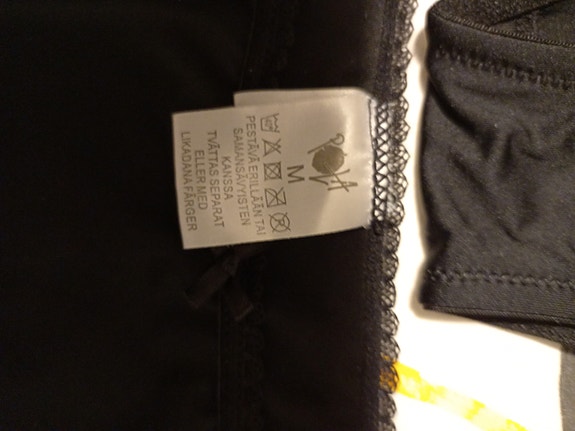 M
PESTÄVÄ ERILLÄÄN TAI
SAMANSÄVYISTEN
KANSSA
TVÄTTAS SEPARAT
ELLER MED
LIKADANA FÄRGER